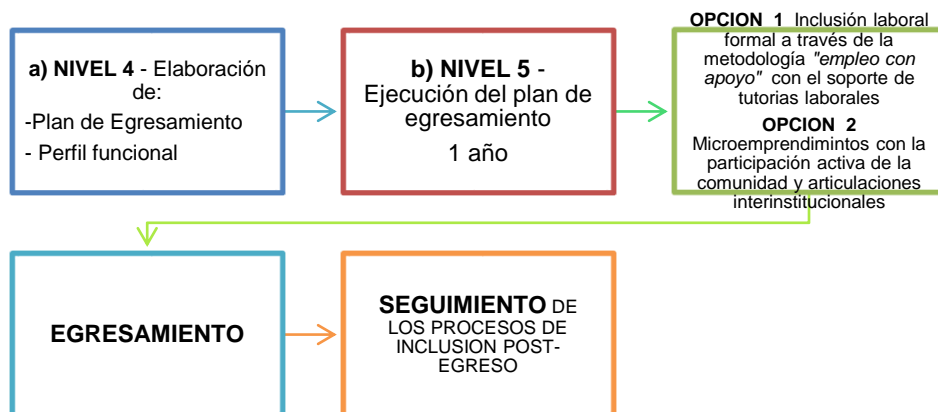 a) NIVEL 4 - Elaboración
de:
-Plan de Egresamiento
- Perfil funcional
b) NIVEL 5 -
Ejecución del plan de
egresamiento
1 año
OPCION 1 Inclusión laboral
formal a través de la
metodología "empleo con
apoyo" con el soporte de
tutorias laborales
OPCION 2
Microemprendimintos con la
participación activa de la
comunidad y articulaciones
interinstitucionales
EGRESAMIENTO
SEGUIMIENTO DE
LOS PROCESOS DE
INCLUSION POST-
EGRESO